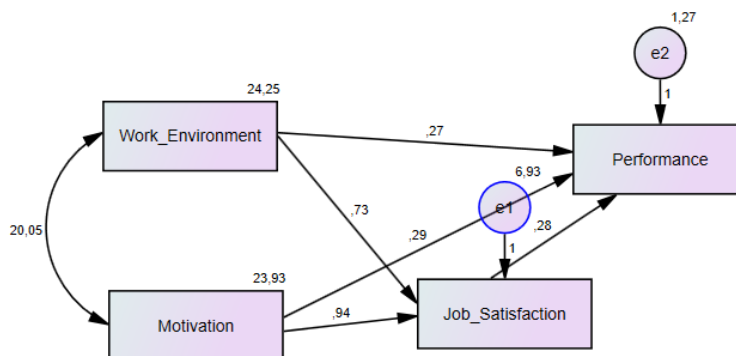 1,27
e2
1
24,25
Work_Environment
,27
Performance
6,93
e1
,73
20,05
,29
1
,28
23,93
Motivation
,94
Job_Satisfaction